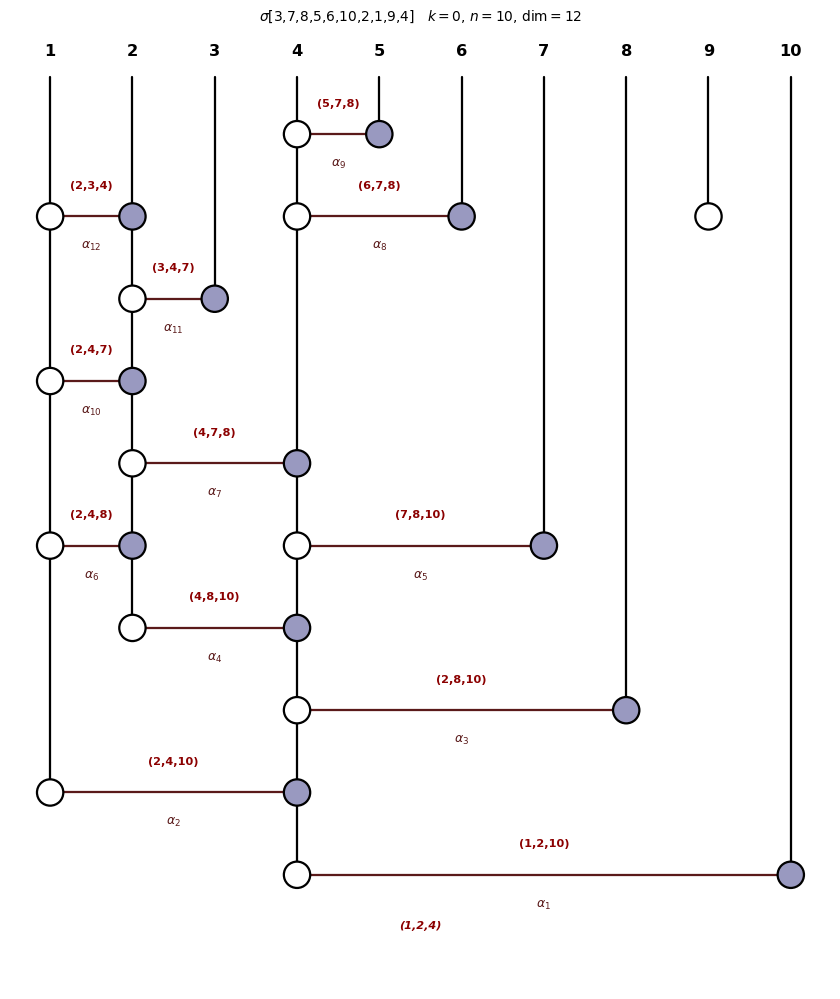 σ[3,7,8,5,6,10,2,1,9,4]   k=0, n=10, dim=12
1 2 3 4 5 6 7 8 9 10
(5,7,8)
α₉
(2,3,4) (6,7,8)
α₁₂ α₈
(3,4,7)
α₁₁
(2,4,7)
α₁₀
(4,7,8)
α₇
(2,4,8) (7,8,10)
α₆ α₅
(4,8,10)
α₄
(2,8,10)
α₃
(2,4,10)
α₂
(1,2,10)
α₁
(1,2,4)